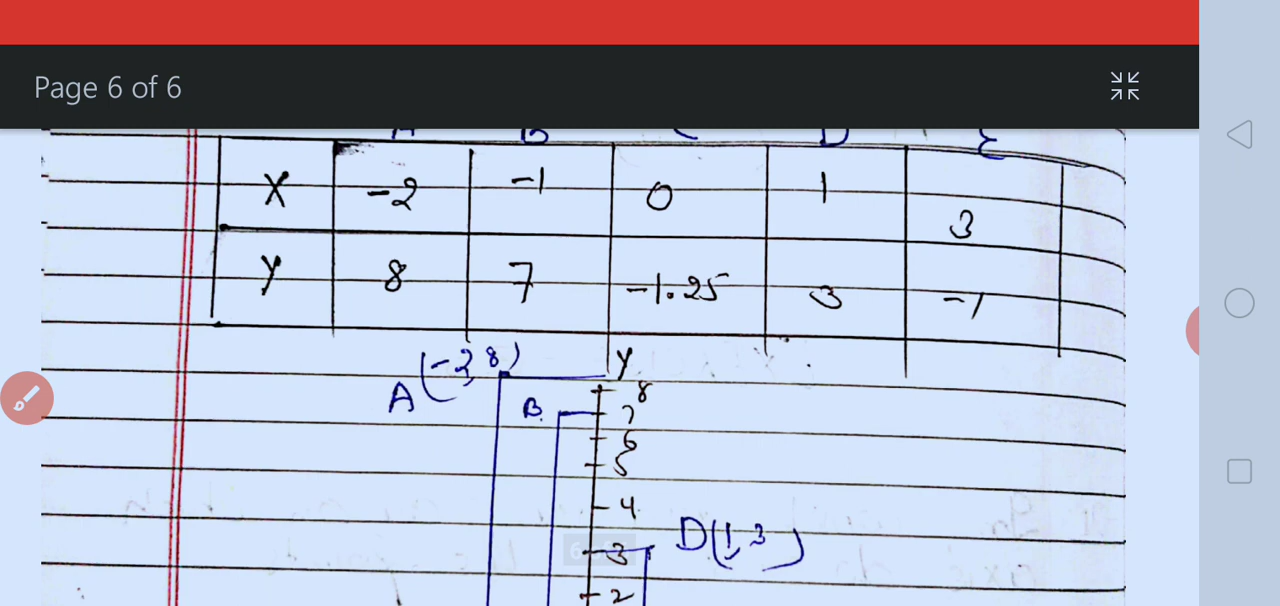 Page 6 of 6
A B C D E
X -2 -1 0 1 3
Y 8 7 -1.25 3 -1
A (-2, 8)
Y
8
B.
7
6
5
4
D(1, 3)
3
2